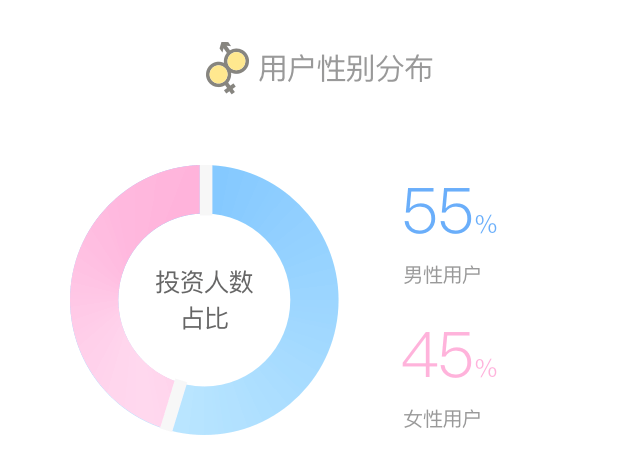 用户性别分布
投资人数
占比
55%
男性用户
45%
女性用户